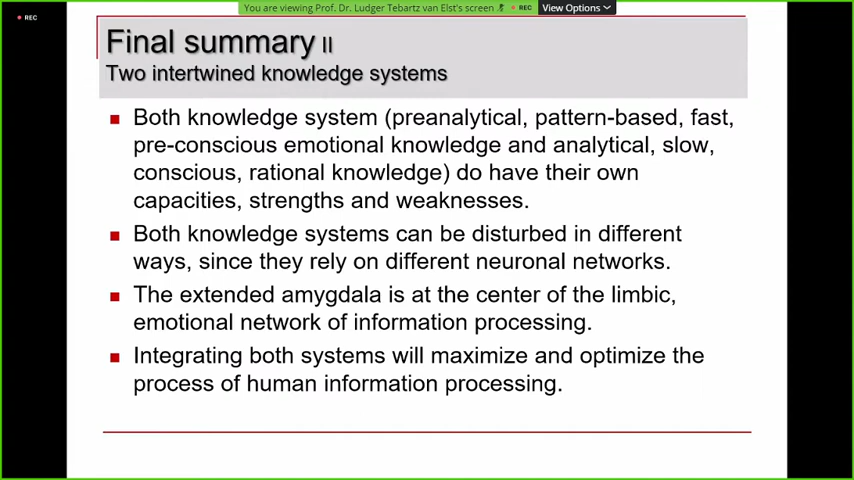 You are viewing Prof. Dr. Ludger Tebartz van Elst's screen REC View Options
REC
Final summary II
Two intertwined knowledge systems
Both knowledge system (preanalytical, pattern-based, fast,
pre-conscious emotional knowledge and analytical, slow,
conscious, rational knowledge) do have their own
capacities, strengths and weaknesses.
Both knowledge systems can be disturbed in different
ways, since they rely on different neuronal networks.
The extended amygdala is at the center of the limbic,
emotional network of information processing.
Integrating both systems will maximize and optimize the
process of human information processing.